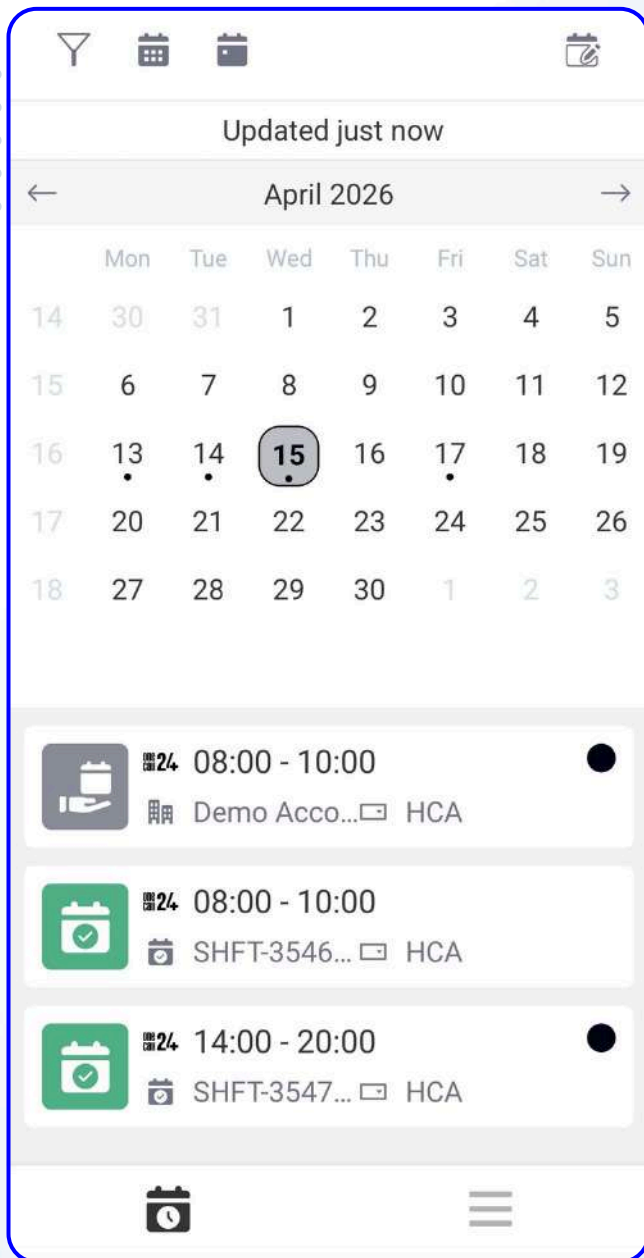 Updated just now
April 2026
Mon Tue Wed Thu Fri Sat Sun
14 30 31 1 2 3 4 5
15 6 7 8 9 10 11 12
16 13 14 15 16 17 18 19
17 20 21 22 23 24 25 26
18 27 28 29 30 1 2 3
24 08:00 - 10:00
Demo Acco... HCA
24 08:00 - 10:00
SHFT-3546... HCA
24 14:00 - 20:00
SHFT-3547... HCA